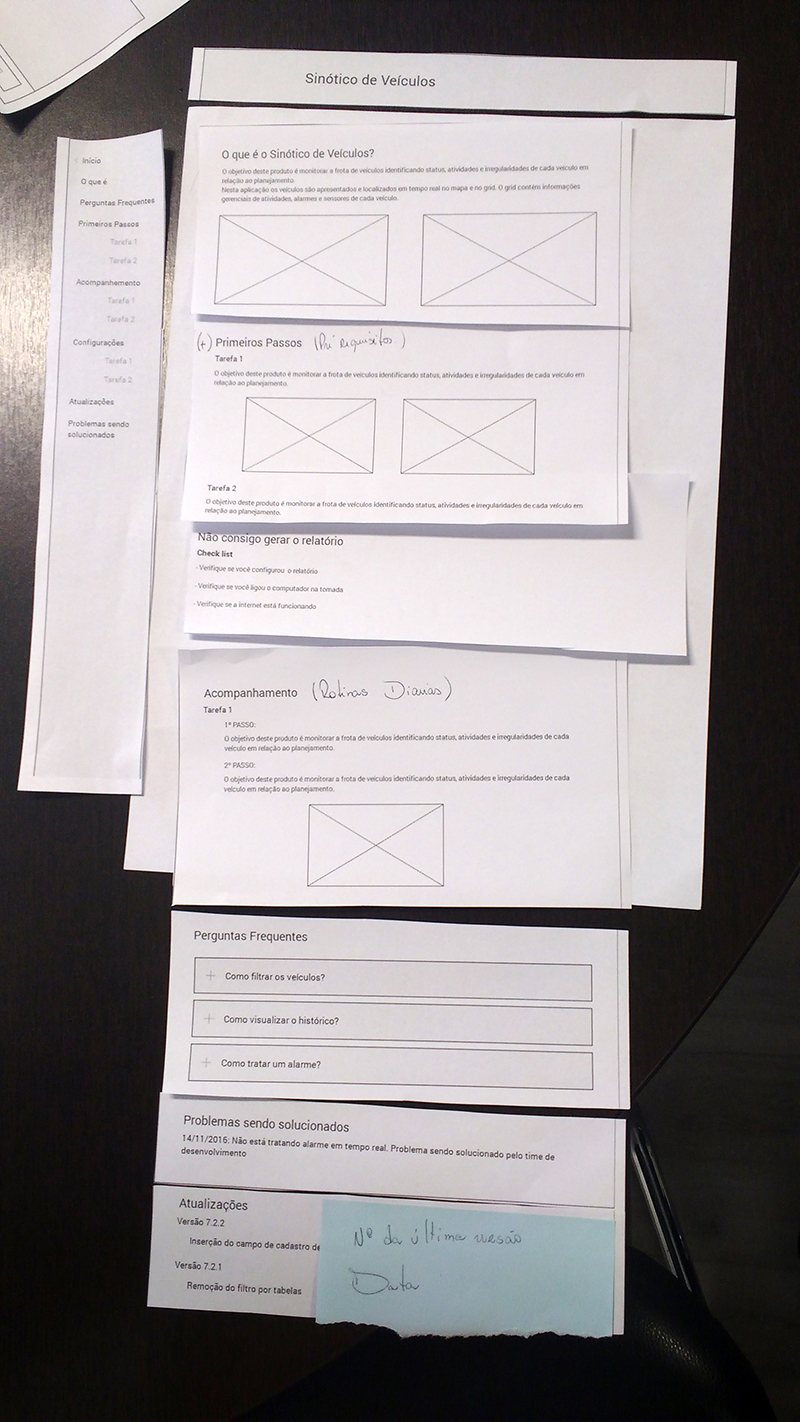 Sinótico de Veículos
Início
O que é
Perguntas Frequentes
Primeiros Passos
Tarefa 1
Tarefa 2
Acompanhamento
Tarefa 1
Tarefa 2
Configurações
Tarefa 1
Tarefa 2
Atualizações
Problemas sendo
solucionados
O que é o Sinótico de Veículos?
O objetivo deste produto é monitorar a frota de veículos identificando status, atividades e irregularidades de cada veículo em
relação ao planejamento.
Nesta aplicação os veículos são apresentados e localizados em tempo real no mapa e no grid. O grid contém informações
gerenciais de atividades, alarmes e sensores de cada veículo.
(+) Primeiros Passos (Pré requisitos)
Tarefa 1
O objetivo deste produto é monitorar a frota de veículos identificando status, atividades e irregularidades de cada veículo em
relação ao planejamento.
Tarefa 2
O objetivo deste produto é monitorar a frota de veículos identificando status, atividades e irregularidades de cada veículo em
relação ao planejamento.
Não consigo gerar o relatório
Check list
- Verifique se você configurou o relatório
- Verifique se você ligou o computador na tomada
- Verifique se a internet está funcionando
Acompanhamento (Rotinas Diárias)
Tarefa 1
1º PASSO:
O objetivo deste produto é monitorar a frota de veículos identificando status, atividades e irregularidades de cada
veículo em relação ao planejamento.
2º PASSO:
O objetivo deste produto é monitorar a frota de veículos identificando status, atividades e irregularidades de cada
veículo em relação ao planejamento.
Perguntas Frequentes
+ Como filtrar os veículos?
+ Como visualizar o histórico?
+ Como tratar um alarme?
Problemas sendo solucionados
14/11/2016: Não está tratando alarme em tempo real. Problema sendo solucionado pelo time de
desenvolvimento
Atualizações
Versão 7.2.2
Inserção do campo de cadastro de
Versão 7.2.1
Remoção do filtro por tabelas
Nº da última versão
Data